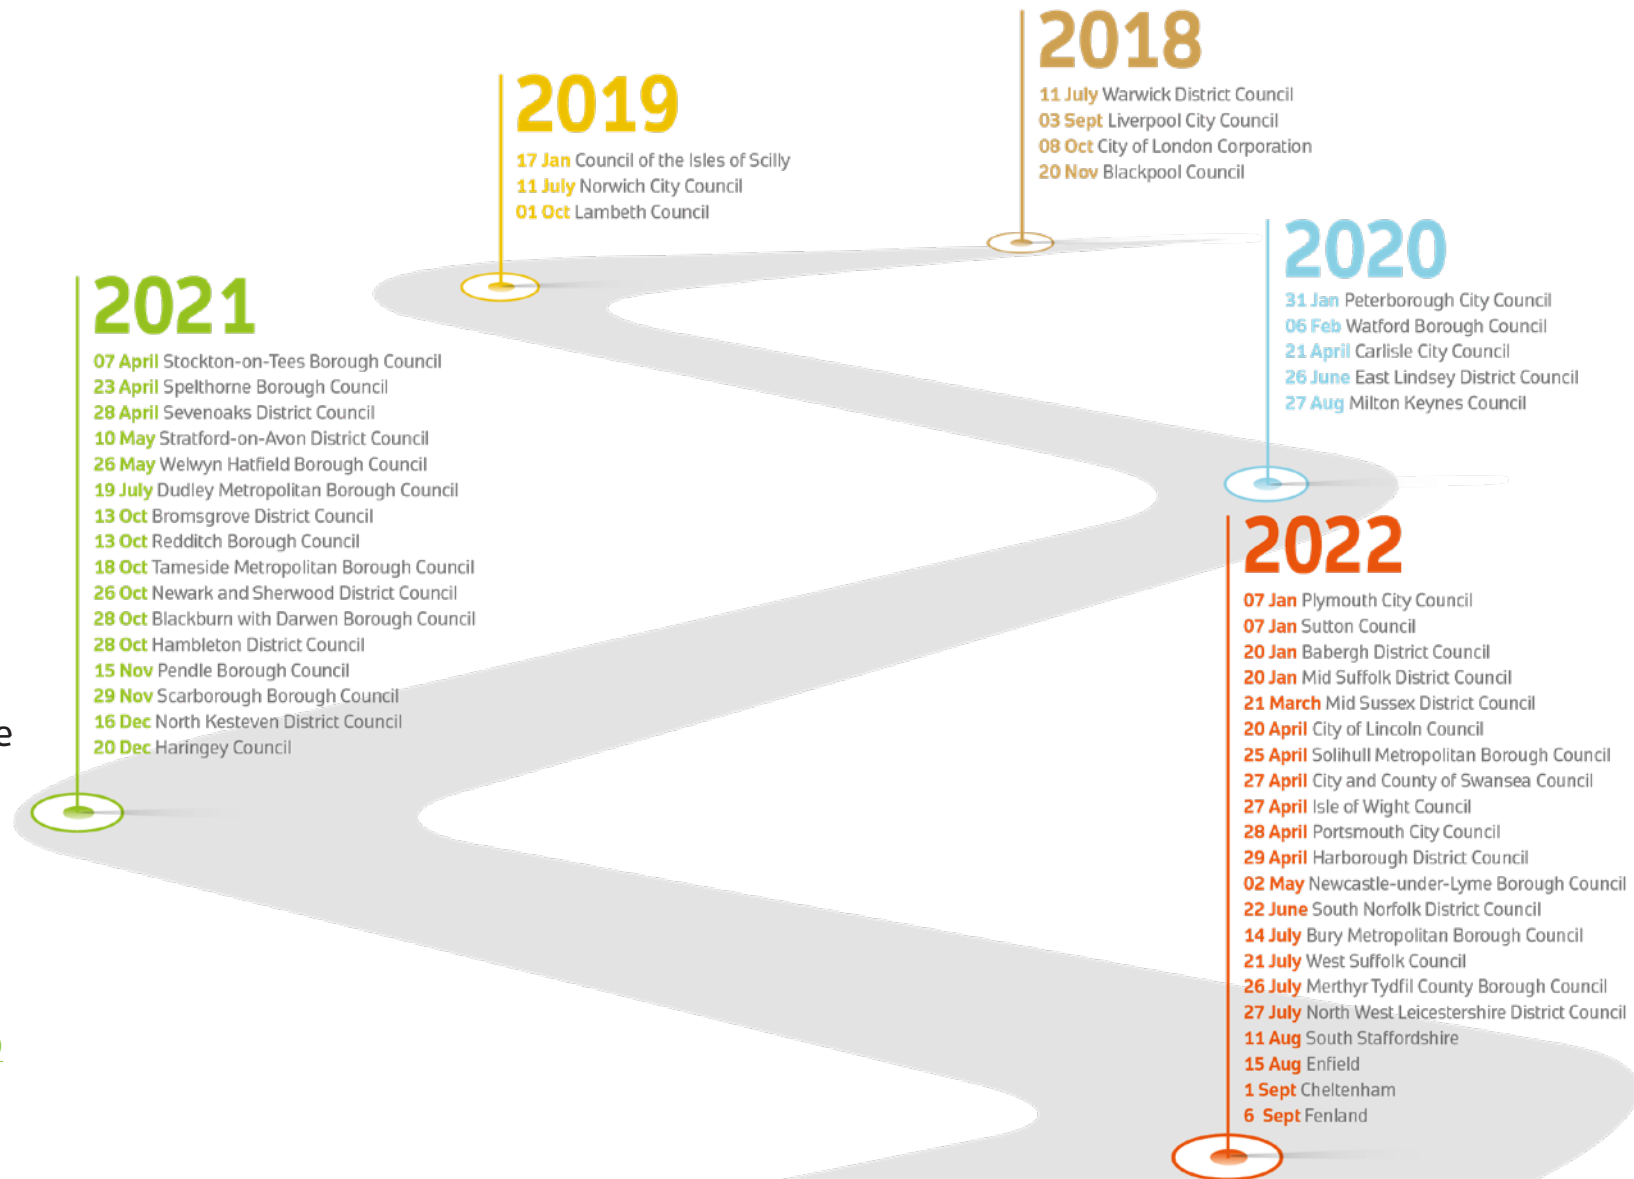 2018
11 July Warwick District Council
03 Sept Liverpool City Council
08 Oct City of London Corporation
20 Nov Blackpool Council
2019
17 Jan Council of the Isles of Scilly
11 July Norwich City Council
01 Oct Lambeth Council
2020
31 Jan Peterborough City Council
06 Feb Watford Borough Council
21 April Carlisle City Council
26 June East Lindsey District Council
27 Aug Milton Keynes Council
2021
07 April Stockton-on-Tees Borough Council
23 April Spelthorne Borough Council
28 April Sevenoaks District Council
10 May Stratford-on-Avon District Council
26 May Welwyn Hatfield Borough Council
19 July Dudley Metropolitan Borough Council
13 Oct Bromsgrove District Council
13 Oct Redditch Borough Council
18 Oct Tameside Metropolitan Borough Council
26 Oct Newark and Sherwood District Council
28 Oct Blackburn with Darwen Borough Council
28 Oct Hambleton District Council
15 Nov Pendle Borough Council
29 Nov Scarborough Borough Council
16 Dec North Kesteven District Council
20 Dec Haringey Council
2022
07 Jan Plymouth City Council
07 Jan Sutton Council
20 Jan Babergh District Council
20 Jan Mid Suffolk District Council
21 March Mid Sussex District Council
20 April City of Lincoln Council
25 April Solihull Metropolitan Borough Council
27 April City and County of Swansea Council
27 April Isle of Wight Council
28 April Portsmouth City Council
29 April Harborough District Council
02 May Newcastle-under-Lyme Borough Council
22 June South Norfolk District Council
14 July Bury Metropolitan Borough Council
21 July West Suffolk Council
26 July Merthyr Tydfil County Borough Council
27 July North West Leicestershire District Council
11 Aug South Staffordshire
15 Aug Enfield
1 Sept Cheltenham
6 Sept Fenland